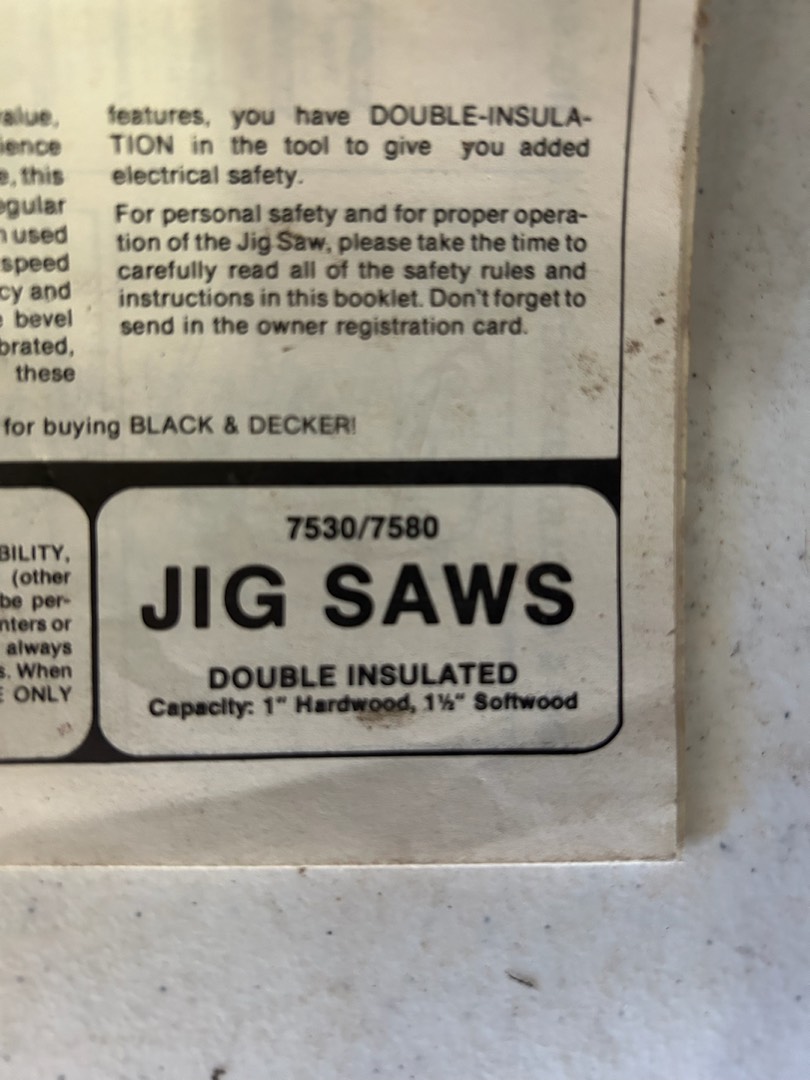 value,
ience
e, this
egular
n used
speed
cy and
e bevel
brated,
these
features, you have DOUBLE-INSULA-
TION in the tool to give you added
electrical safety.
For personal safety and for proper opera-
tion of the Jig Saw, please take the time to
carefully read all of the safety rules and
instructions in this booklet. Don't forget to
send in the owner registration card.
for buying BLACK & DECKER!
BILITY,
(other
be per-
nters or
always
s. When
E ONLY
7530/7580
JIG SAWS
DOUBLE INSULATED
Capacity: 1" Hardwood, 1½" Softwood